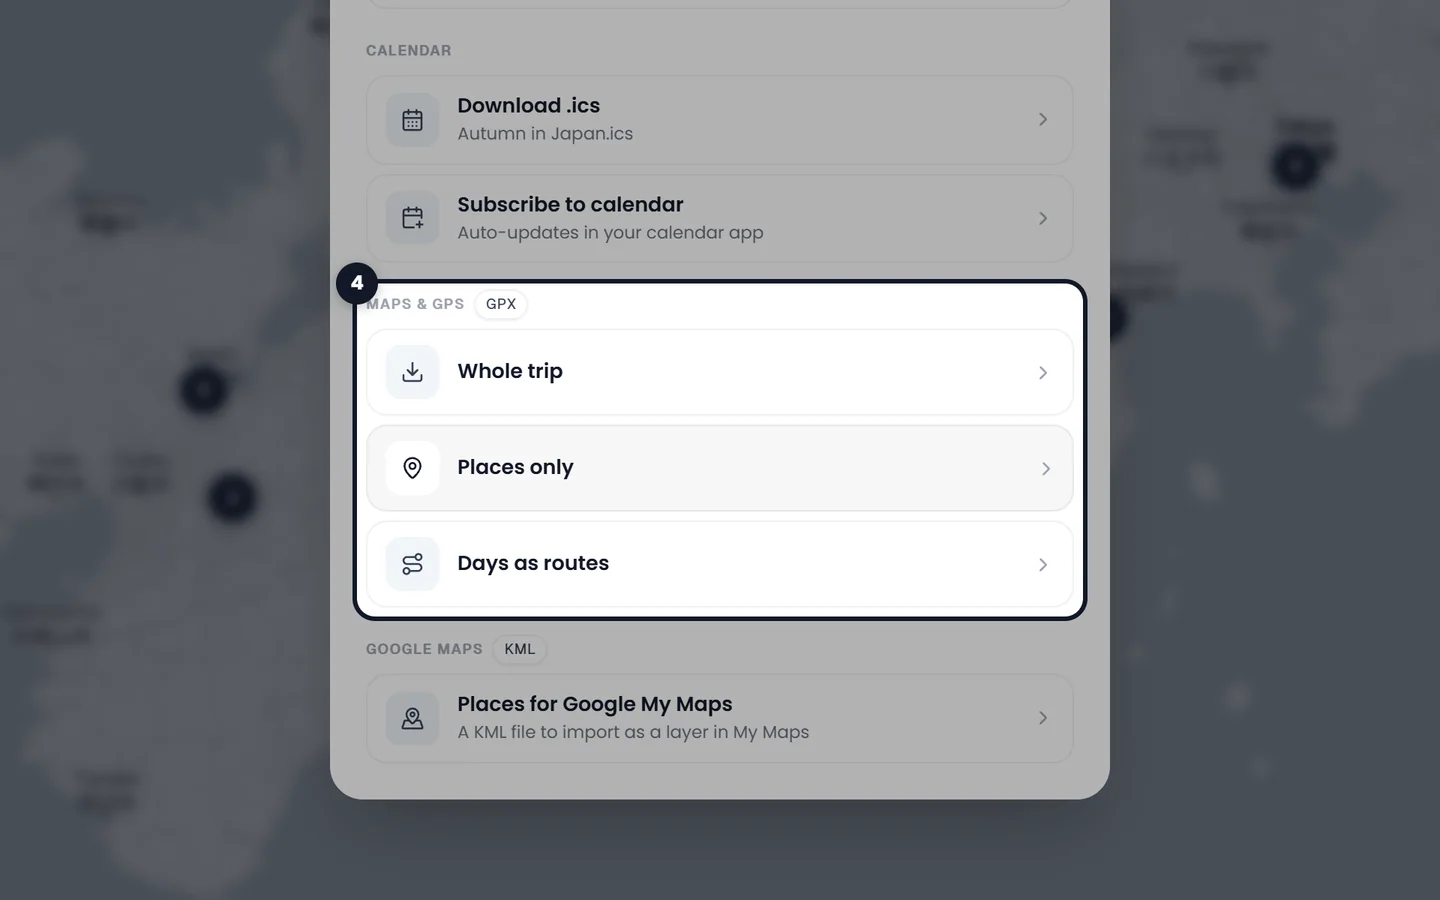 CALENDAR
Download .ics
Autumn in Japan.ics
Subscribe to calendar
Auto-updates in your calendar app
4
MAPS & GPS GPX
Whole trip
Places only
Days as routes
GOOGLE MAPS KML
Places for Google My Maps
A KML file to import as a layer in My Maps